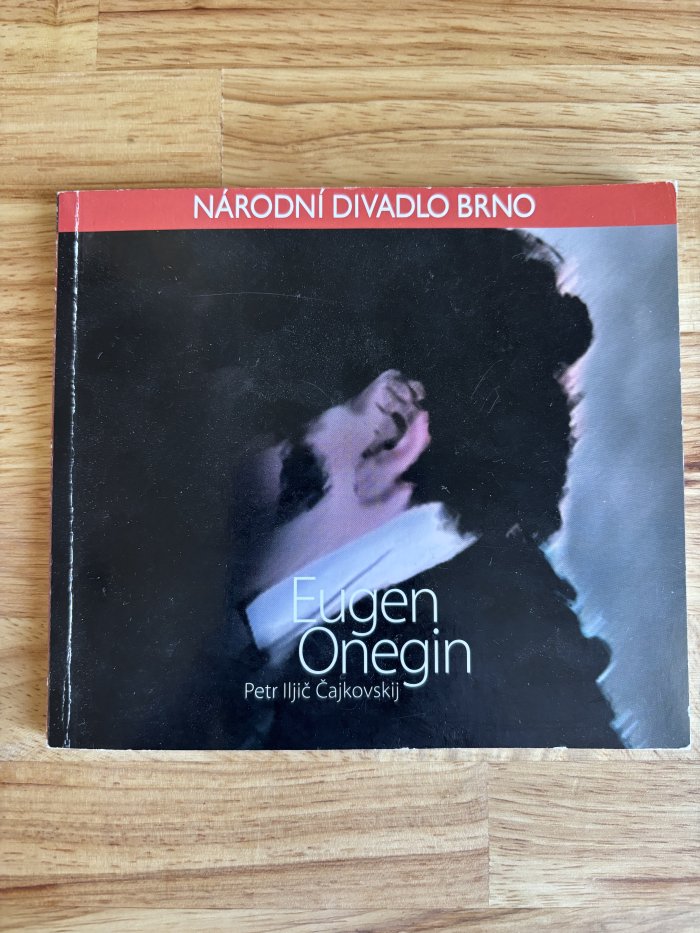 NÁRODNÍ DIVADLO BRNO
Eugen
Onegin
Petr Iljič Čajkovskij